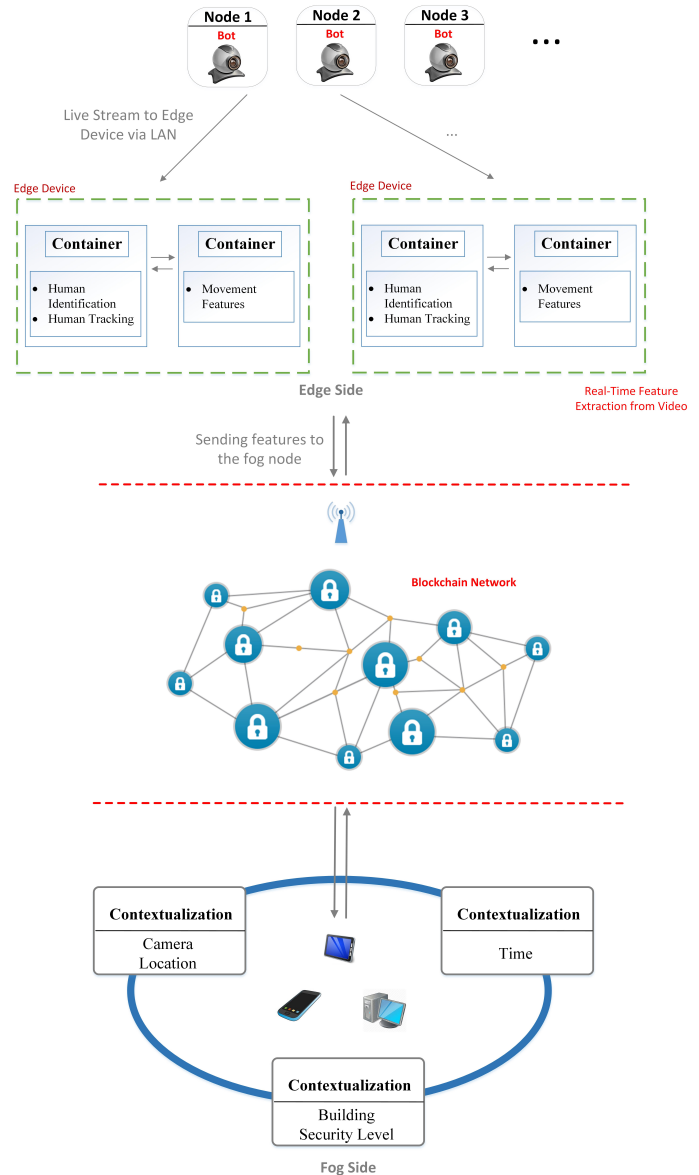 Node 1
Bot
Node 2
Bot
Node 3
Bot
...
Live Stream to Edge
Device via LAN
...
Edge Device
Container
Human
Identification
Human Tracking
Container
Movement
Features
Edge Device
Container
Human
Identification
Human Tracking
Container
Movement
Features
Edge Side
Real-Time Feature
Extraction from Video
Sending features to
the fog node
Blockchain Network
Contextualization
Camera
Location
Contextualization
Time
Contextualization
Building
Security Level
Fog Side